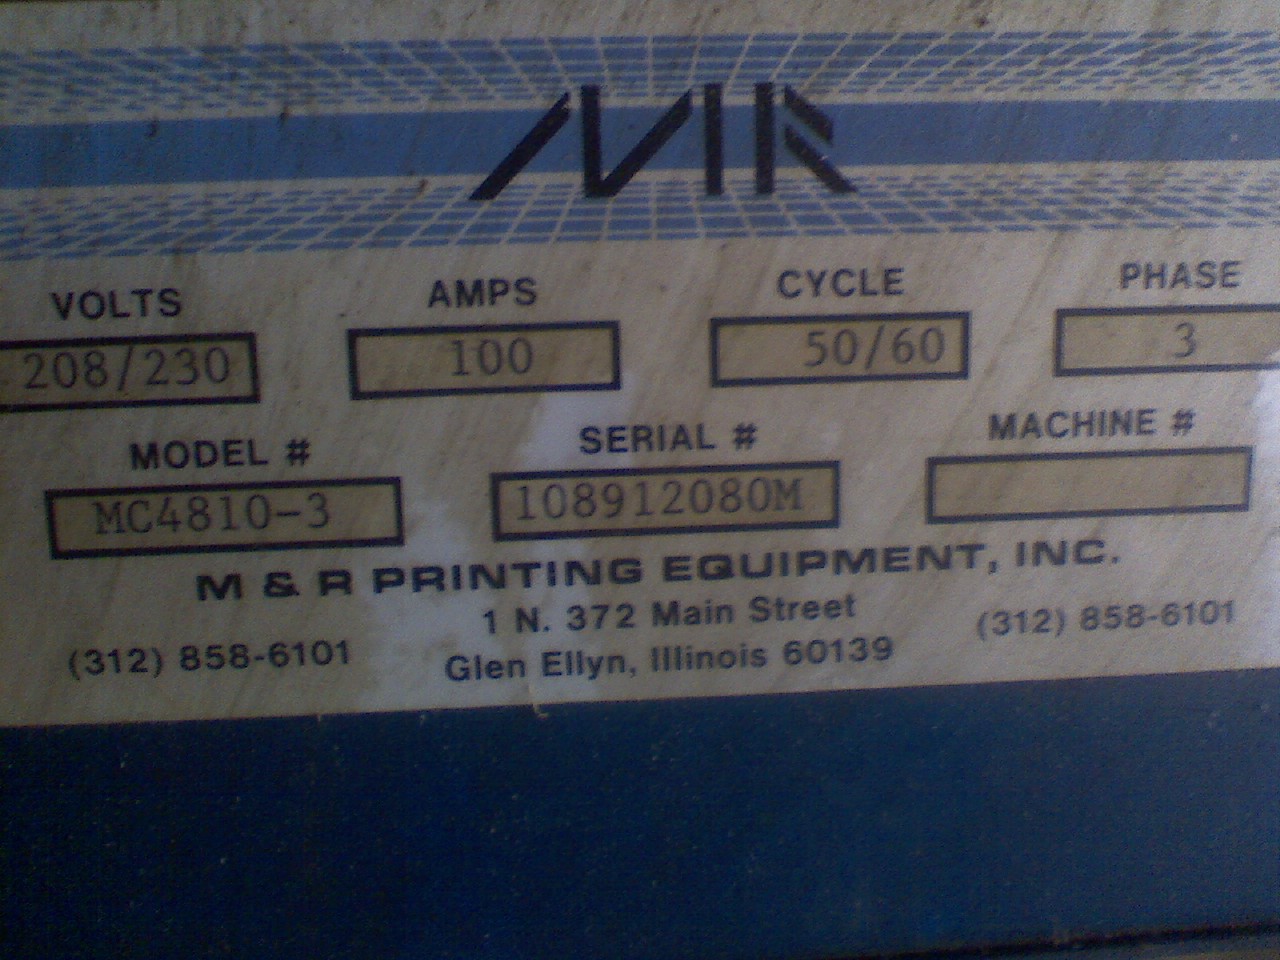 MR
VOLTS AMPS CYCLE PHASE
208/230 100 50/60 3
MODEL # SERIAL # MACHINE #
MC4810-3 108912080M
M & R PRINTING EQUIPMENT, INC.
1 N. 372 Main Street
(312) 858-6101 Glen Ellyn, Illinois 60139 (312) 858-6101